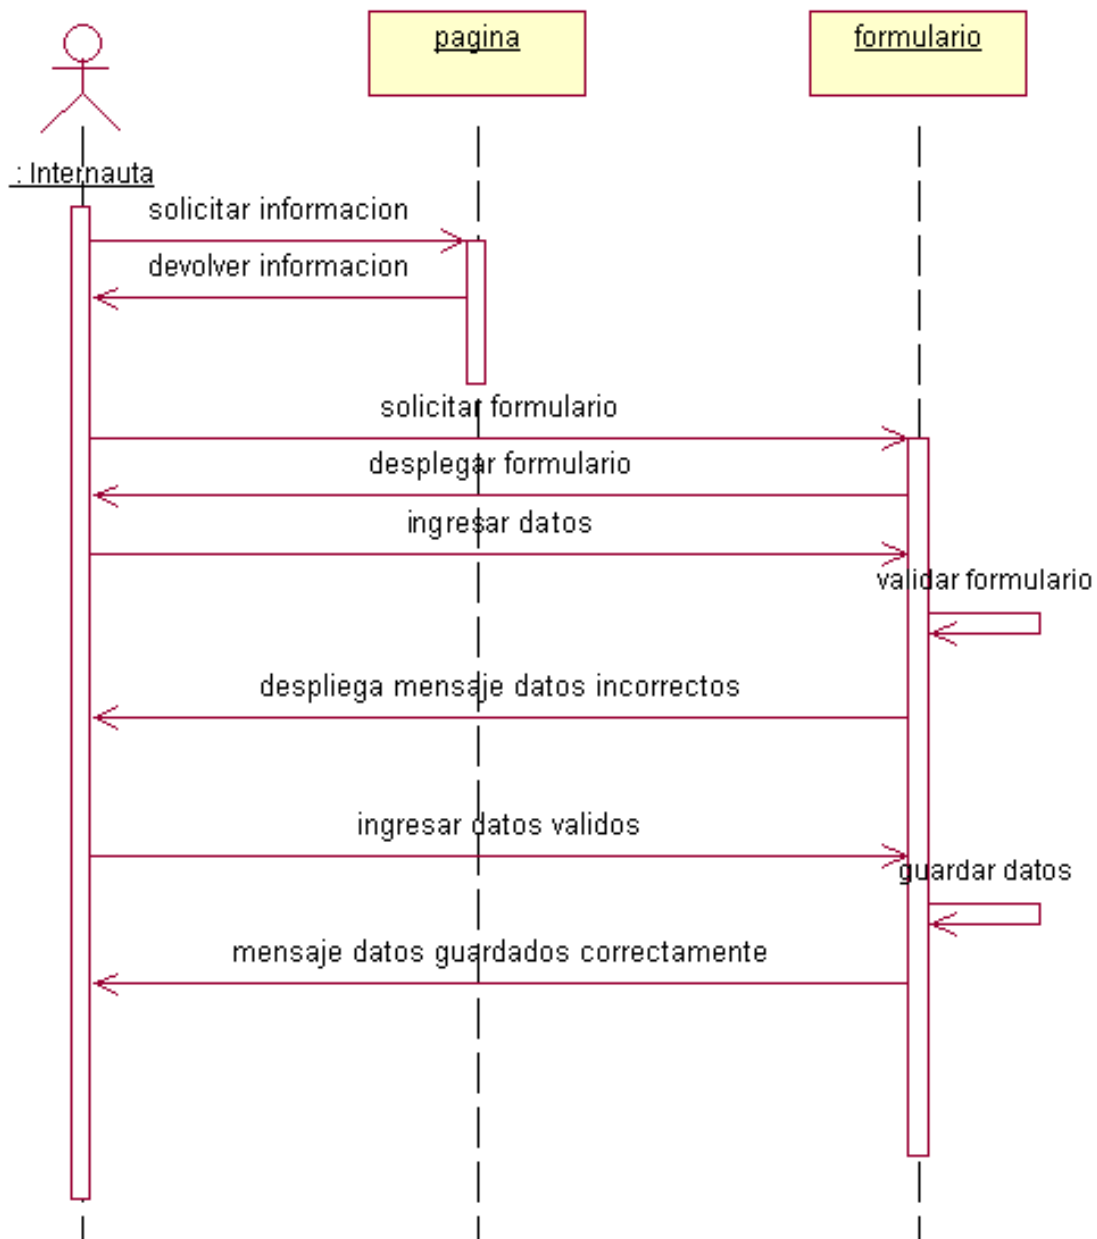 pagina
formulario
: Internauta
solicitar informacion
devolver informacion
solicitar formulario
desplegar formulario
ingresar datos
validar formulario
despliega mensaje datos incorrectos
ingresar datos validos
guardar datos
mensaje datos guardados correctamente